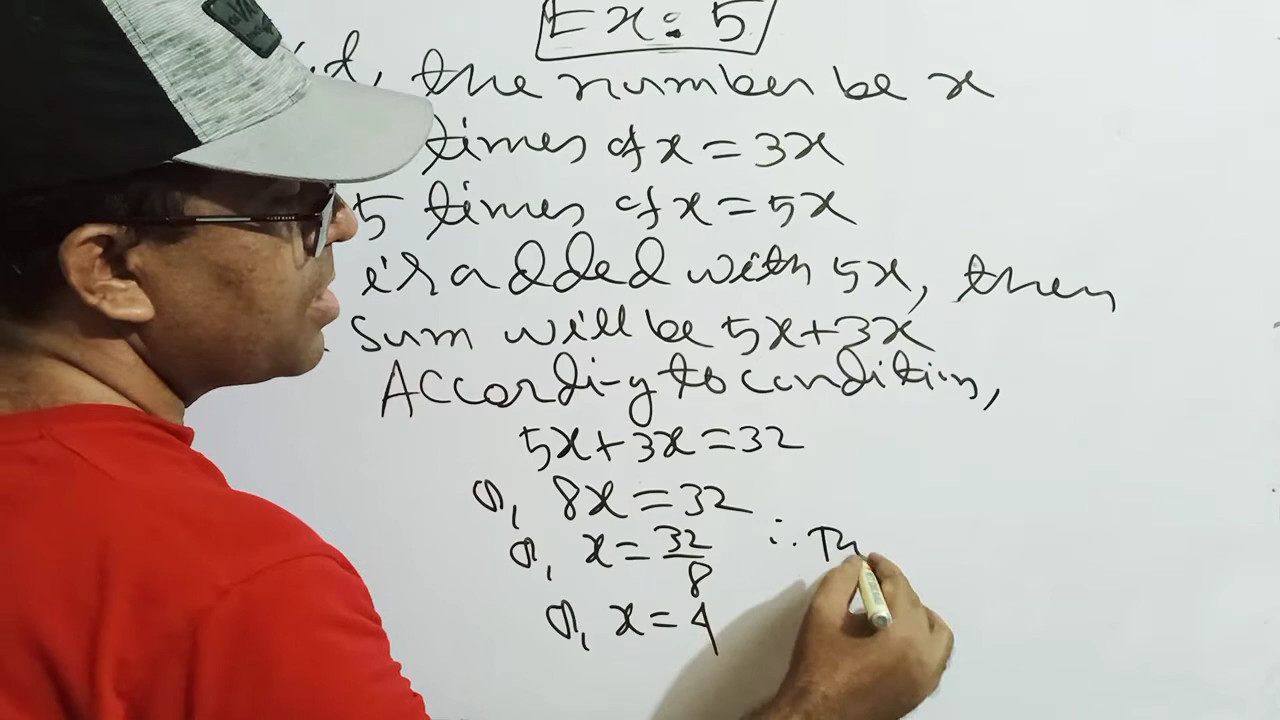 Ex: 5
the number be x
times of x = 3x
5 times of x = 5x
is added with 5x, then
sum will be 5x+3x
According to condition,
5x+3x=32
or, 8x=32
or, x=32/8 ∴ Th
or, x=4